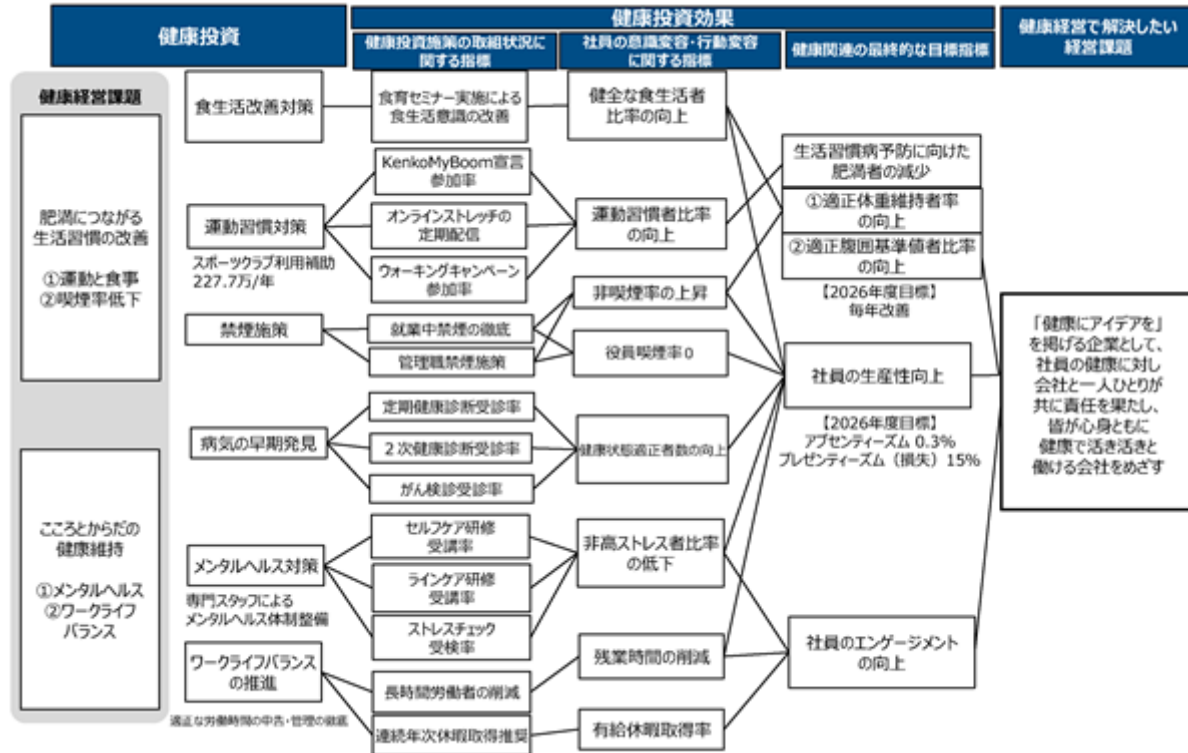 健康投資
健康投資効果
健康投資施策の取組状況に
関する指標
社員の意識変容・行動変容
に関する指標
健康関連の最終的な目標指標
健康経営で解決したい
経営課題
健康経営課題
肥満につながる
生活習慣の改善
①運動と食事
②喫煙率低下
こころとからだの
健康維持
①メンタルヘルス
②ワークライフ
バランス
食生活改善対策
運動習慣対策
スポーツクラブ利用補助
227.7万/年
禁煙施策
病気の早期発見
メンタルヘルス対策
専門スタッフによる
メンタルヘルス体制整備
ワークライフバランス
の推進
適正な労働時間の申告・管理の徹底
食育セミナー実施による
食生活意識の改善
KenkoMyBoom宣言
参加率
オンラインストレッチの
定期配信
ウォーキングキャンペーン
参加率
就業中禁煙の徹底
管理職禁煙施策
定期健康診断受診率
２次健康診断受診率
がん検診受診率
セルフケア研修
受講率
ラインケア研修
受講率
ストレスチェック
受検率
長時間労働者の削減
連続年次休暇取得推奨
健全な食生活者
比率の向上
運動習慣者比率
の向上
非喫煙率の上昇
役員喫煙率０
健康状態適正者数の向上
非高ストレス者比率
の低下
残業時間の削減
有給休暇取得率
生活習慣病予防に向けた
肥満者の減少
①適正体重維持者率
の向上
②適正腹囲基準値者比率
の向上
【2026年度目標】
毎年改善
社員の生産性向上
【2026年度目標】
アブセンティーズム 0.3%
プレゼンティーズム（損失）15%
社員のエンゲージメント
の向上
「健康にアイデアを」
を掲げる企業として、
社員の健康に対し
会社と一人ひとりが
共に責任を果たし、
皆が心身ともに
健康で活き活きと
働ける会社をめざす